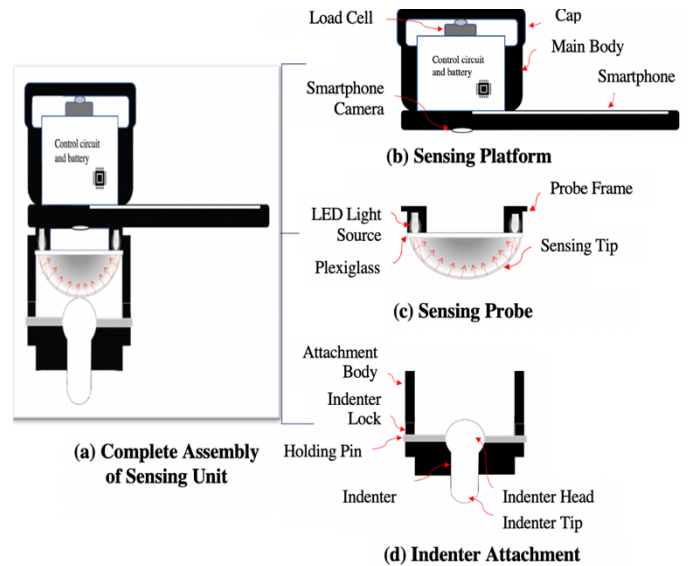 Load Cell
Cap
Control circuit
and battery
Main Body
Smartphone
Smartphone
Camera
(b) Sensing Platform
Control circuit
and battery
Probe Frame
LED Light
Source
Sensing Tip
Plexiglass
(c) Sensing Probe
Attachment
Body
Indenter
Lock
Holding Pin
(a) Complete Assembly
of Sensing Unit
Indenter
Indenter Head
Indenter Tip
(d) Indenter Attachment